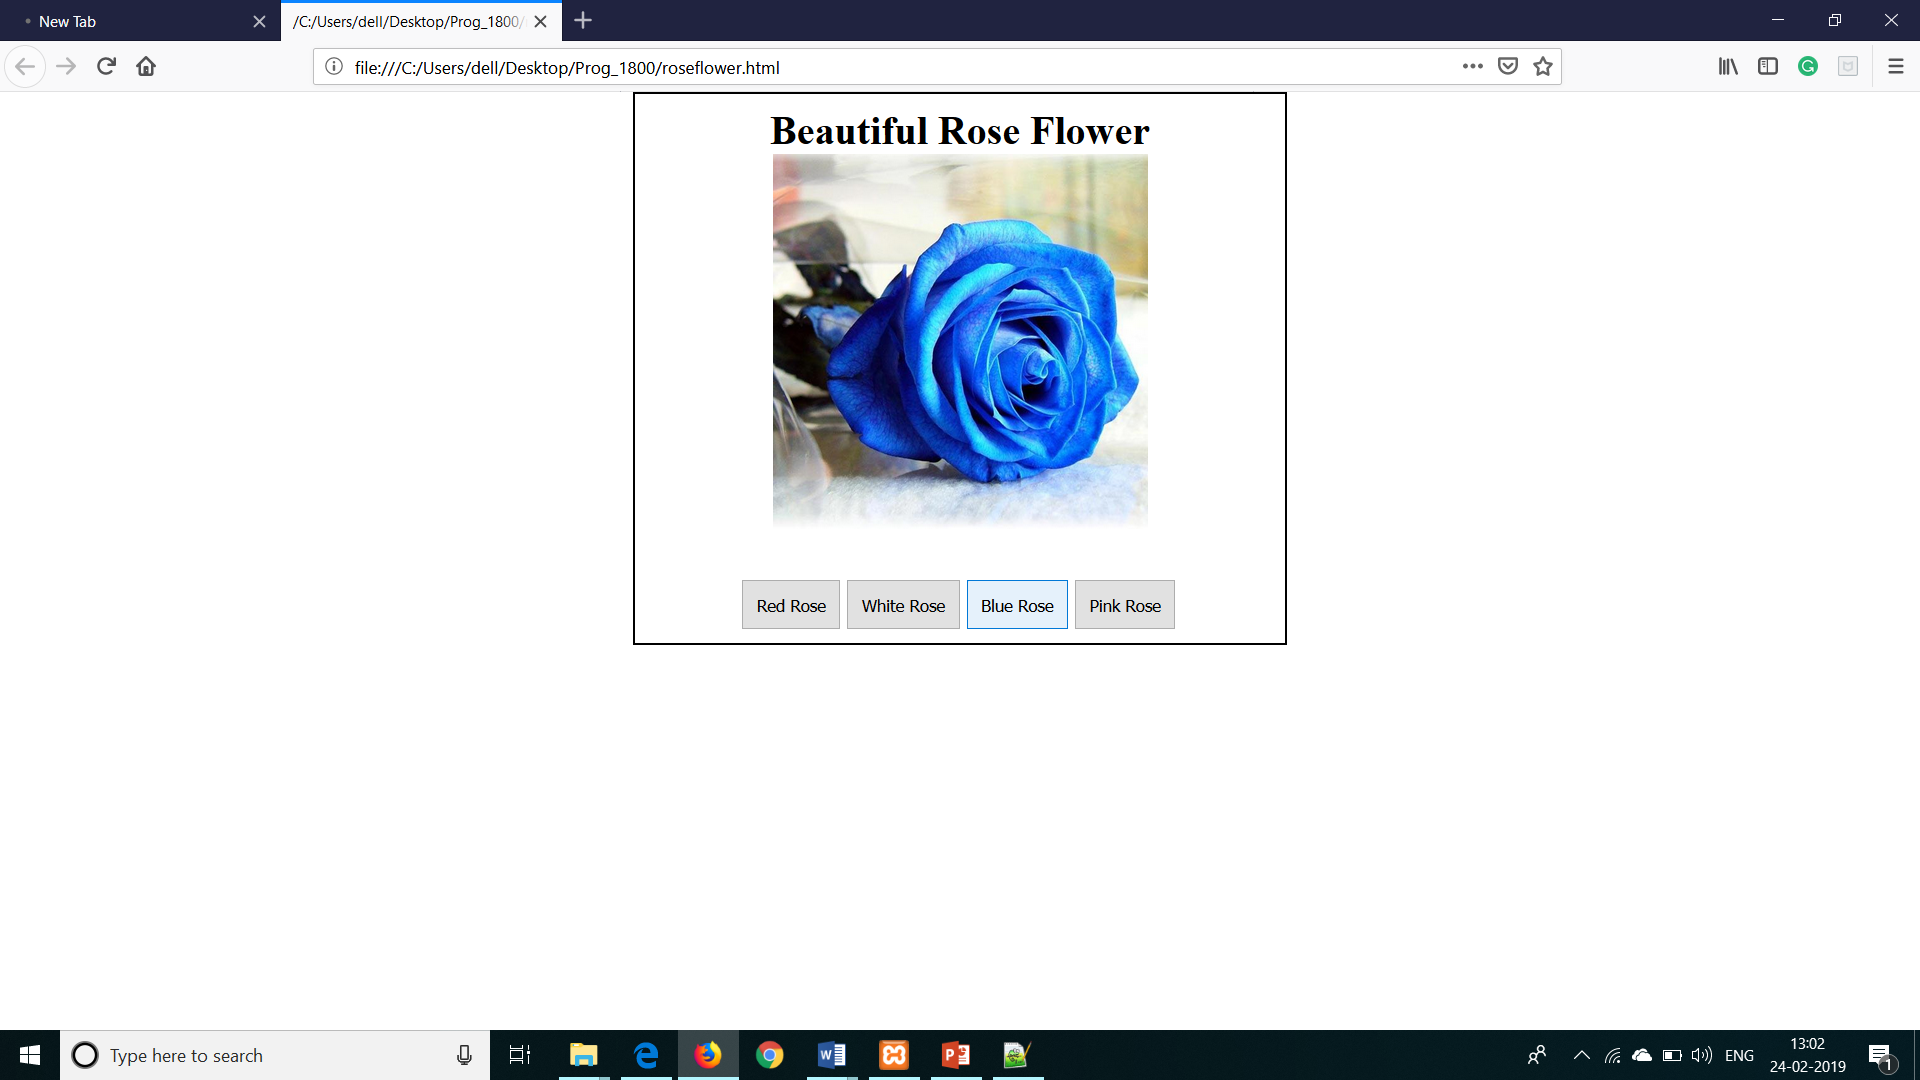 New Tab
/C:/Users/dell/Desktop/Prog_1800/
file:///C:/Users/dell/Desktop/Prog_1800/roseflower.html
Beautiful Rose Flower
Red Rose White Rose Blue Rose Pink Rose
Type here to search
ENG
13:02
24-02-2019
1